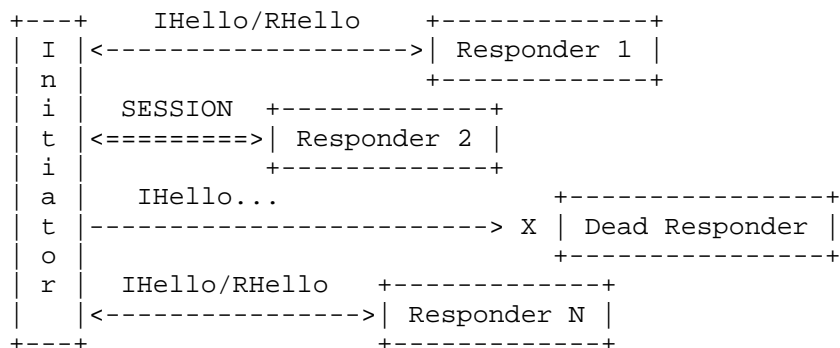 +---+ IHello/RHello +-------------+
| I |<------------------->| Responder 1 |
| n | +-------------+
| i | SESSION +-------------+
| t |<=========>| Responder 2 |
| i | +-------------+
| a | IHello... +----------------+
| t |-------------------------> X | Dead Responder |
| o | +----------------+
| r | IHello/RHello +-------------+
| |<---------------->| Responder N |
+---+ +-------------+